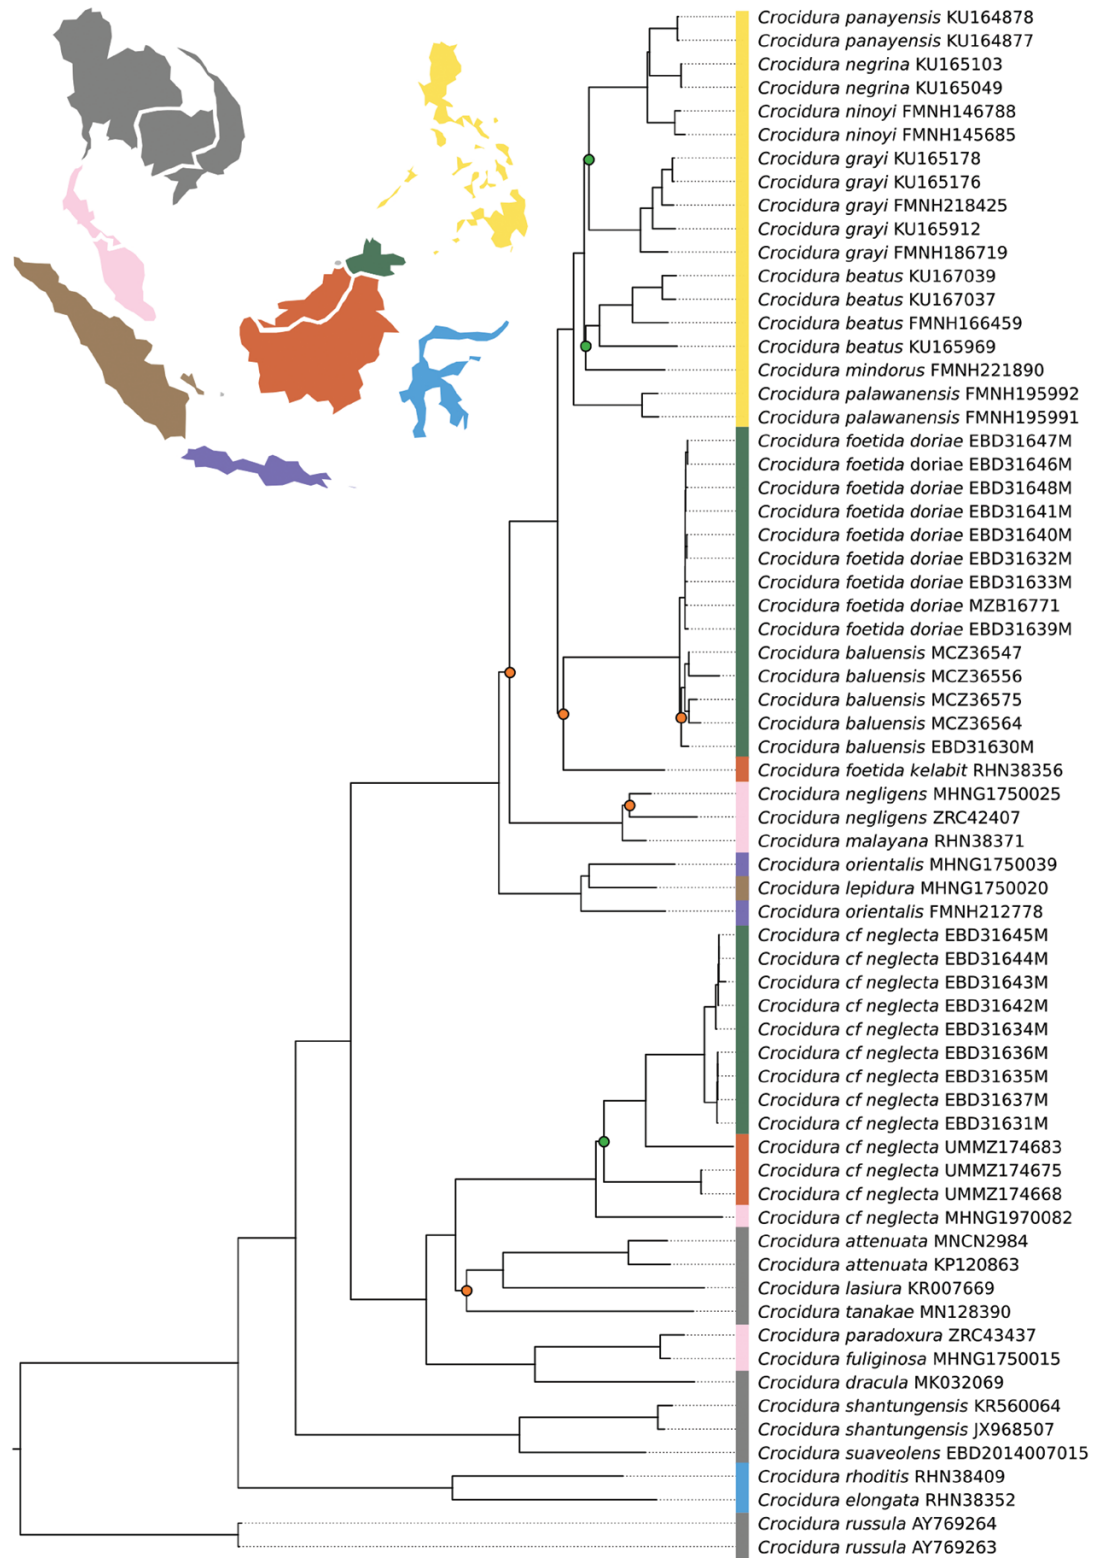 Crocidura panayensis KU164878
Crocidura panayensis KU164877
Crocidura negrina KU165103
Crocidura negrina KU165049
Crocidura ninoyi FMNH146788
Crocidura ninoyi FMNH145685
Crocidura grayi KU165178
Crocidura grayi KU165176
Crocidura grayi FMNH218425
Crocidura grayi KU165912
Crocidura grayi FMNH186719
Crocidura beatus KU167039
Crocidura beatus KU167037
Crocidura beatus FMNH166459
Crocidura beatus KU165969
Crocidura mindorus FMNH221890
Crocidura palawanensis FMNH195992
Crocidura palawanensis FMNH195991
Crocidura foetida doriae EBD31647M
Crocidura foetida doriae EBD31646M
Crocidura foetida doriae EBD31648M
Crocidura foetida doriae EBD31641M
Crocidura foetida doriae EBD31640M
Crocidura foetida doriae EBD31632M
Crocidura foetida doriae EBD31633M
Crocidura foetida doriae MZB16771
Crocidura foetida doriae EBD31639M
Crocidura baluensis MCZ36547
Crocidura baluensis MCZ36556
Crocidura baluensis MCZ36575
Crocidura baluensis MCZ36564
Crocidura baluensis EBD31630M
Crocidura foetida kelabit RHN38356
Crocidura negligens MHNG1750025
Crocidura negligens ZRC42407
Crocidura malayana RHN38371
Crocidura orientalis MHNG1750039
Crocidura lepidura MHNG1750020
Crocidura orientalis FMNH212778
Crocidura cf neglecta EBD31645M
Crocidura cf neglecta EBD31644M
Crocidura cf neglecta EBD31643M
Crocidura cf neglecta EBD31642M
Crocidura cf neglecta EBD31634M
Crocidura cf neglecta EBD31636M
Crocidura cf neglecta EBD31635M
Crocidura cf neglecta EBD31637M
Crocidura cf neglecta EBD31631M
Crocidura cf neglecta UMMZ174683
Crocidura cf neglecta UMMZ174675
Crocidura cf neglecta UMMZ174668
Crocidura cf neglecta MHNG1970082
Crocidura attenuata MNCN2984
Crocidura attenuata KP120863
Crocidura lasiura KR007669
Crocidura tanakae MN128390
Crocidura paradoxura ZRC43437
Crocidura fuliginosa MHNG1750015
Crocidura dracula MK032069
Crocidura shantungensis KR560064
Crocidura shantungensis JX968507
Crocidura suaveolens EBD2014007015
Crocidura rhoditis RHN38409
Crocidura elongata RHN38352
Crocidura russula AY769264
Crocidura russula AY769263